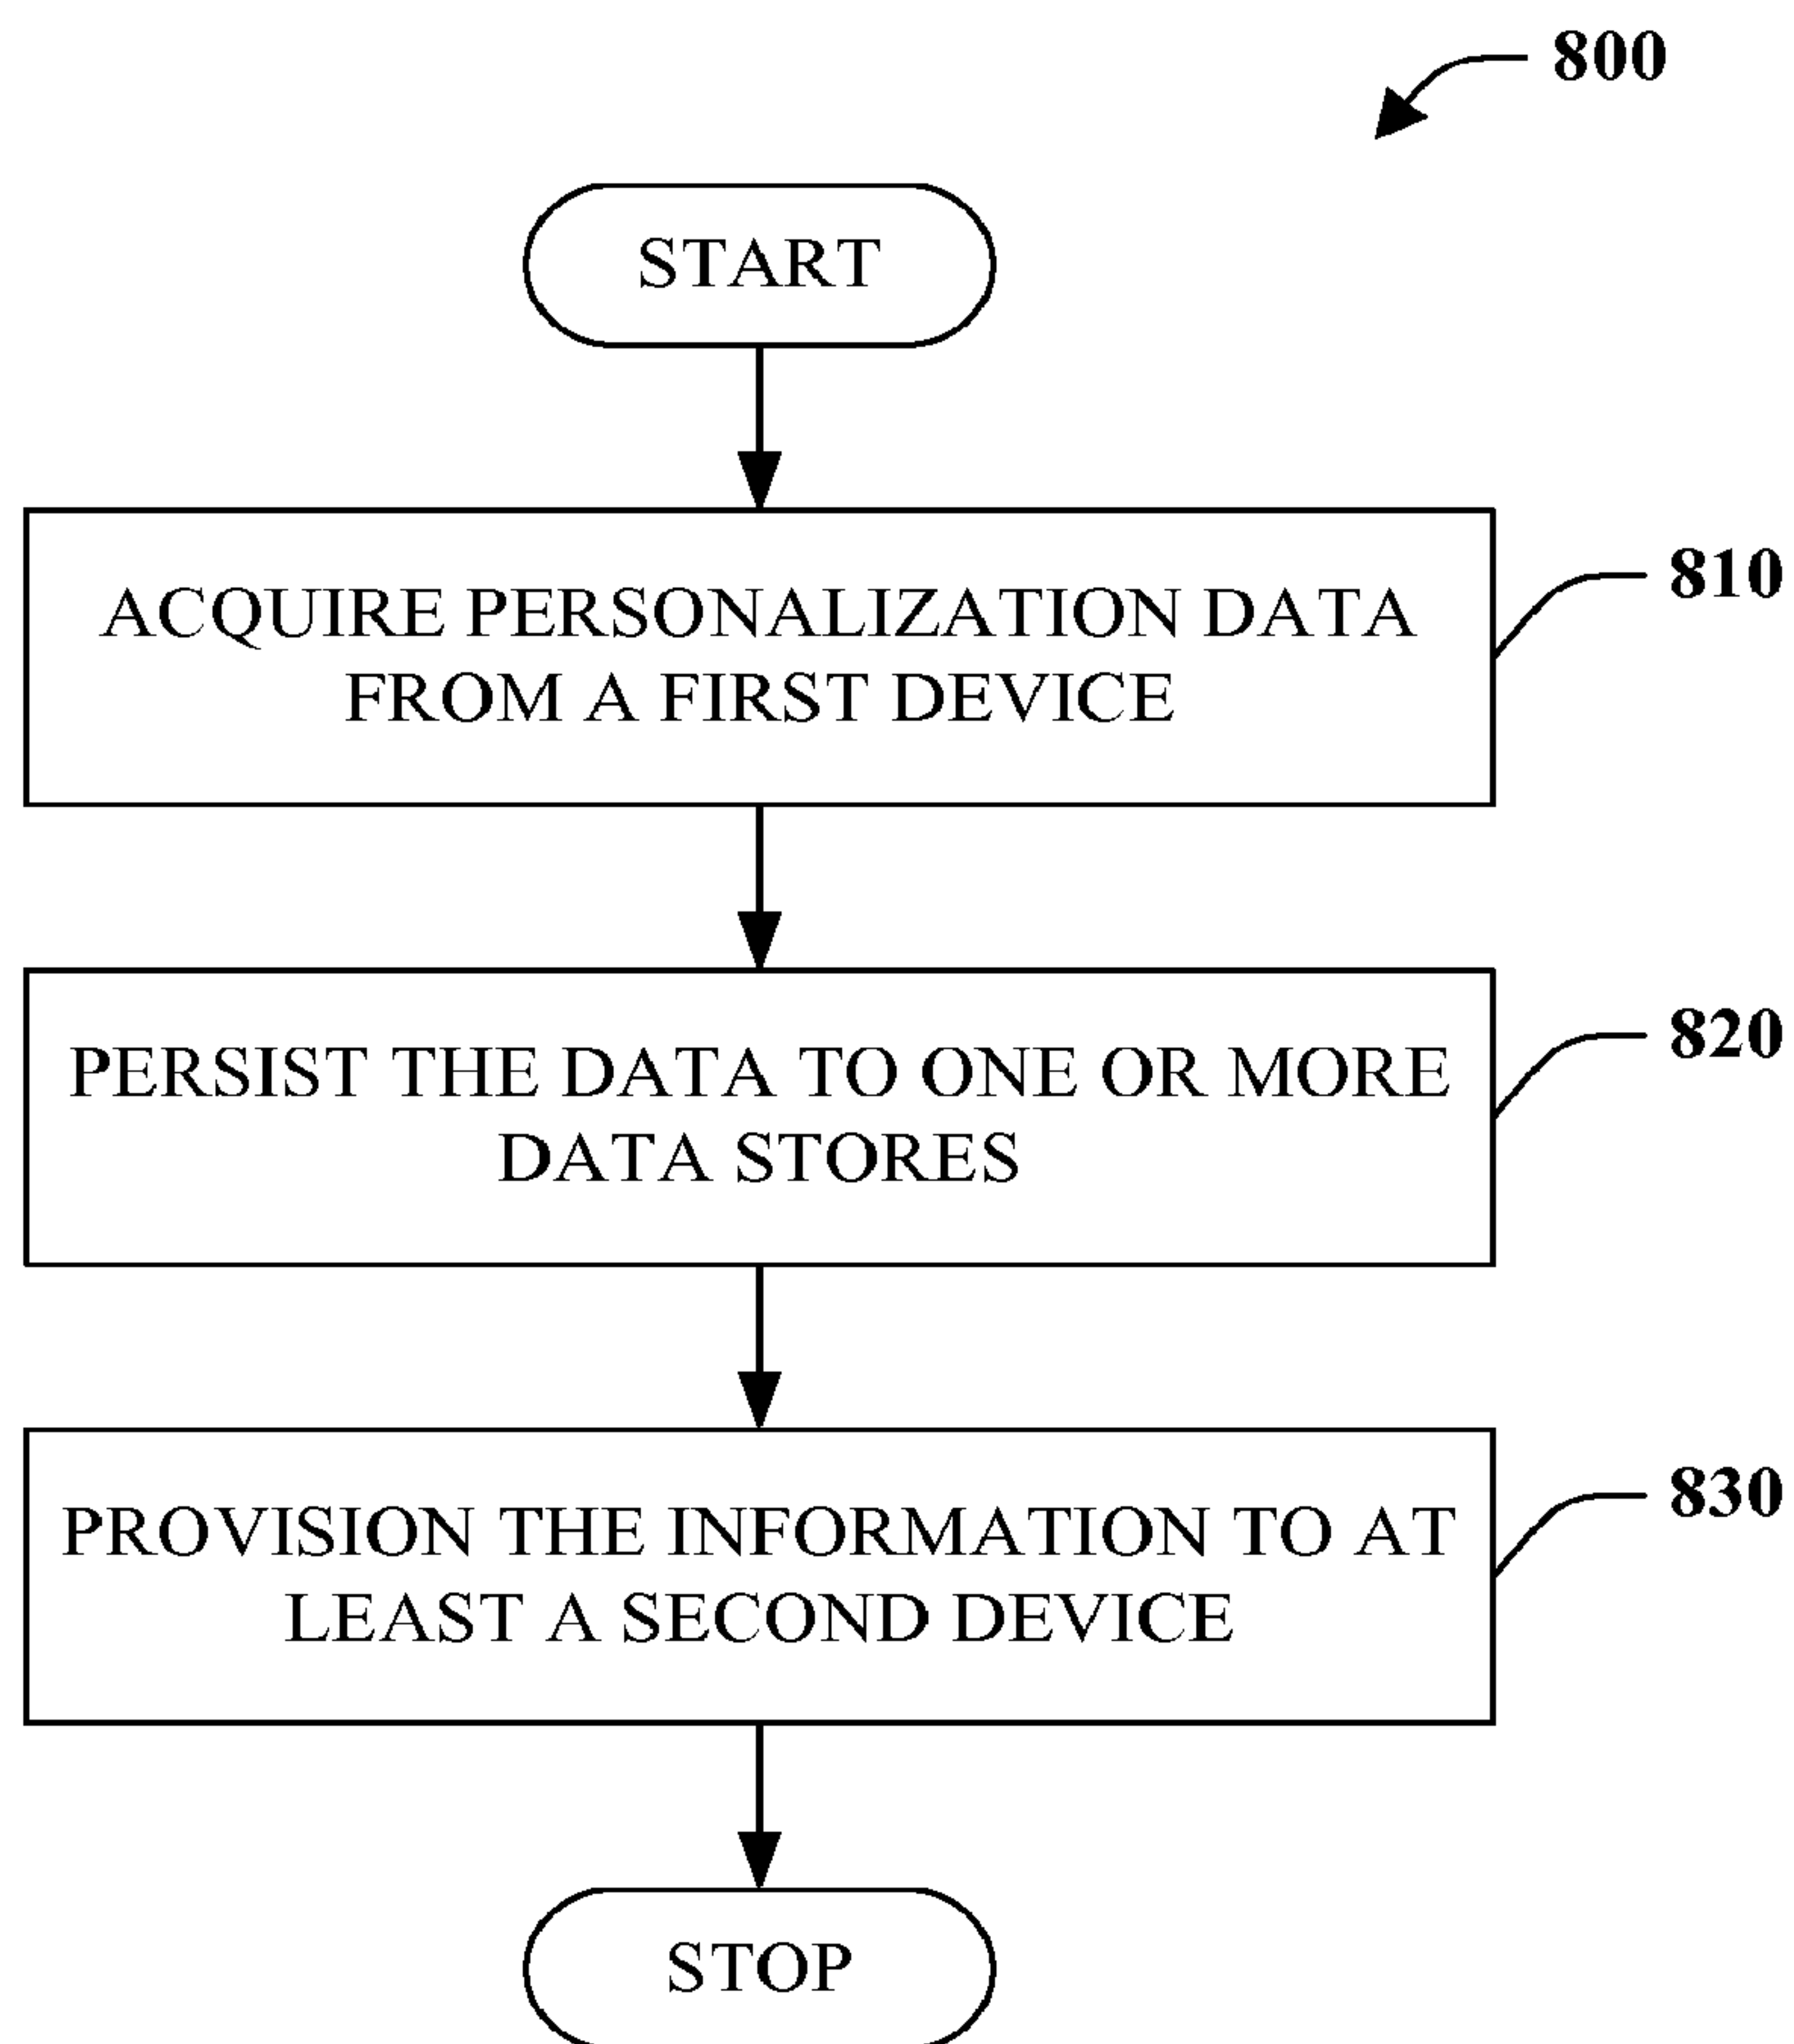 800
START
ACQUIRE PERSONALIZATION DATA
FROM A FIRST DEVICE
810
PERSIST THE DATA TO ONE OR MORE
DATA STORES
820
PROVISION THE INFORMATION TO AT
LEAST A SECOND DEVICE
830
STOP